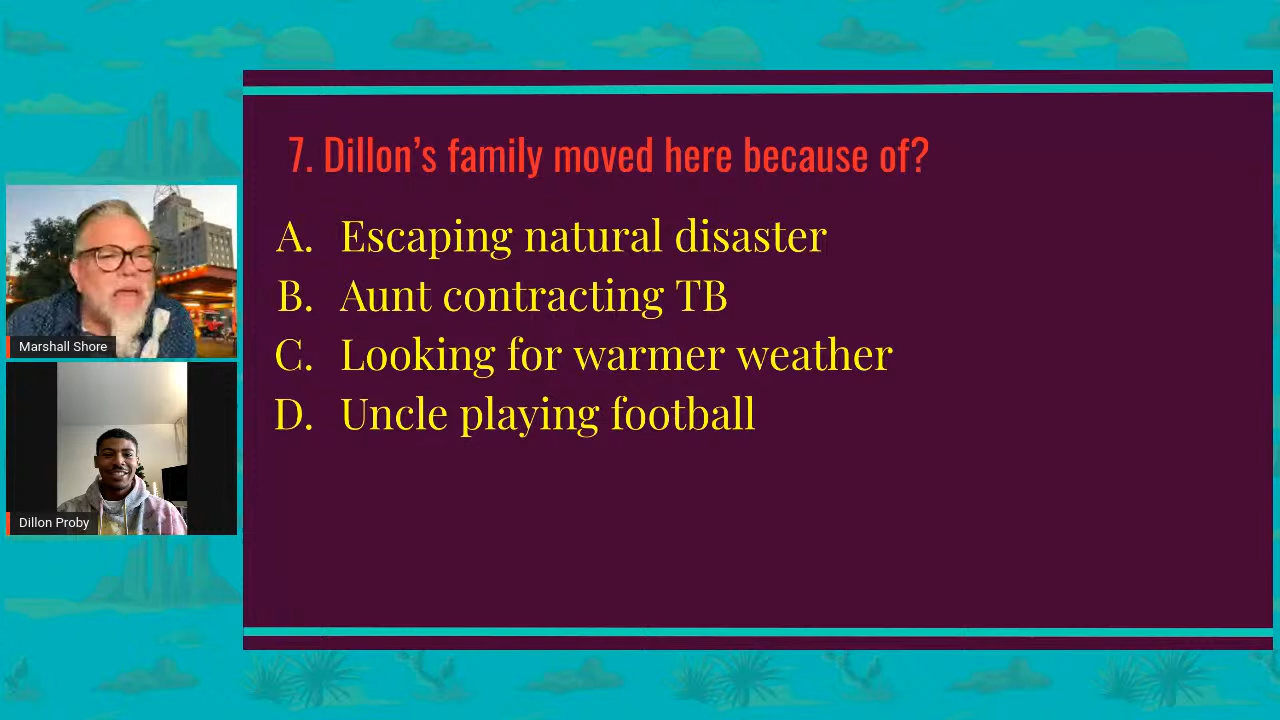 7. Dillon’s family moved here because of?
A. Escaping natural disaster
B. Aunt contracting TB
C. Looking for warmer weather
D. Uncle playing football
Marshall Shore
Dillon Proby